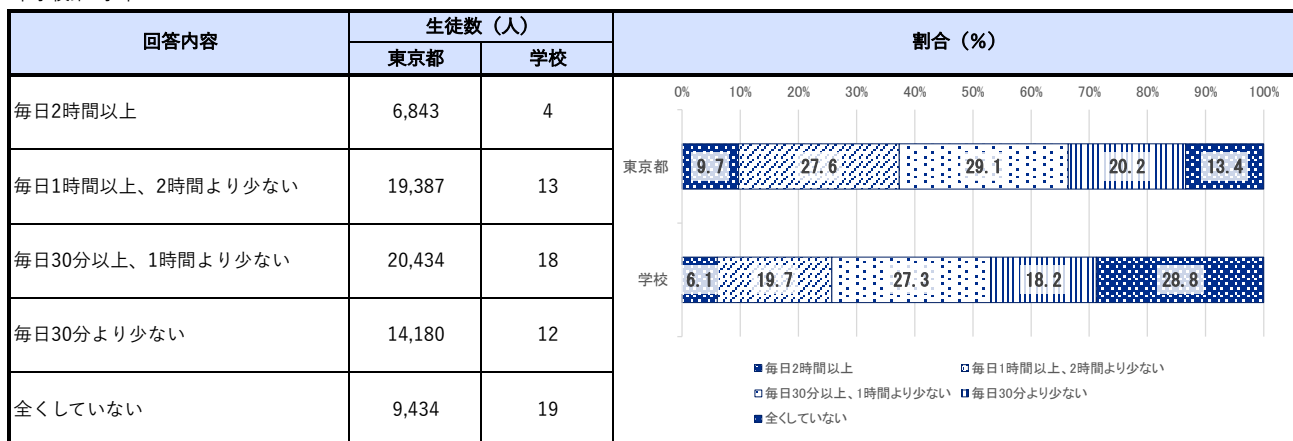 回答内容
生徒数（人）
割合（%）
東京都
学校
毎日2時間以上
6,843
4
毎日1時間以上、2時間より少ない
19,387
13
毎日30分以上、1時間より少ない
20,434
18
毎日30分より少ない
14,180
12
全くしていない
9,434
19
0%
10%
20%
30%
40%
50%
60%
70%
80%
90%
100%
東京都
9.7
27.6
29.1
20.2
13.4
学校
6.1
19.7
27.3
18.2
28.8
毎日2時間以上
毎日1時間以上、2時間より少ない
毎日30分以上、1時間より少ない
毎日30分より少ない
全くしていない